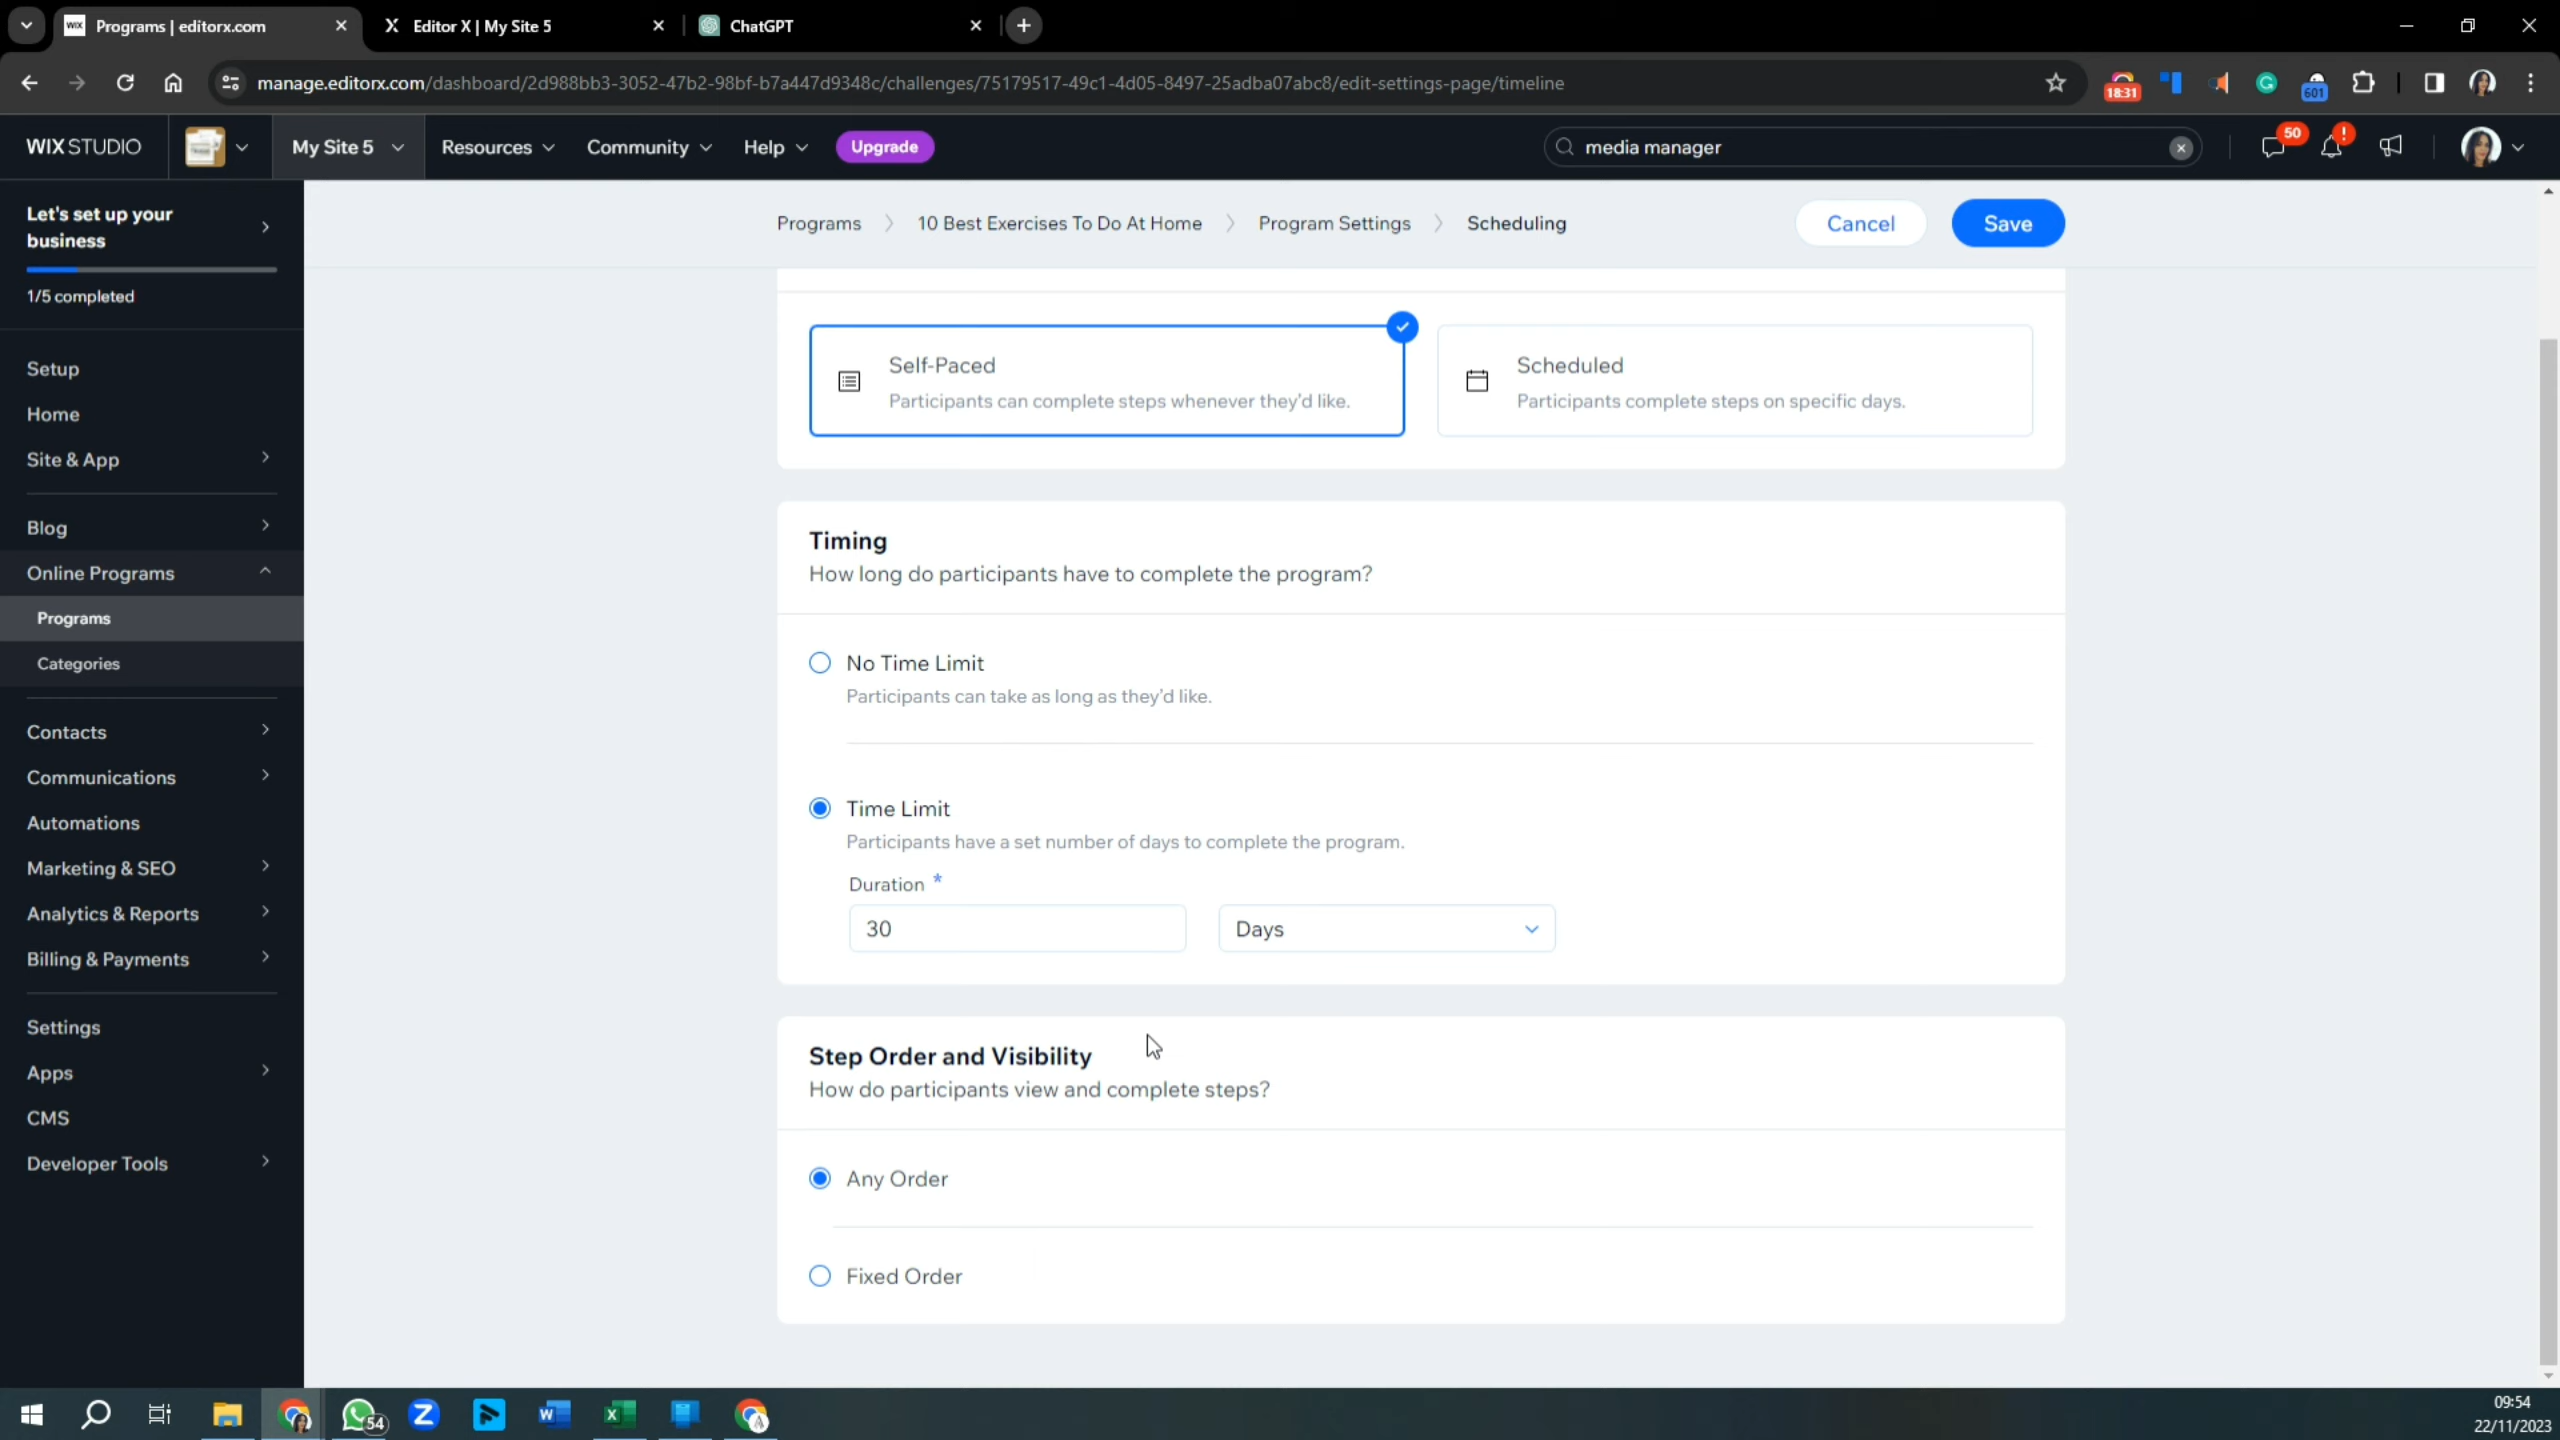 Programs | editorx.com
Editor X | My Site 5
ChatGPT
manage.editorx.com/dashboard/2d988bb3-3052-47b2-98bf-b7a447d9348c/challenges/75179517-49c1-4d05-8497-25adba07abc8/edit-settings-page/timeline
18:31
601
WIX STUDIO
My Site 5
Resources
Community
Help
Upgrade
media manager
50
Let's set up your
business
1/5 completed
Setup
Home
Site & App
Blog
Online Programs
Programs
Categories
Contacts
Communications
Automations
Marketing & SEO
Analytics & Reports
Billing & Payments
Settings
Apps
CMS
Developer Tools
Programs > 10 Best Exercises To Do At Home > Program Settings > Scheduling
Cancel
Save
Self-Paced
Participants can complete steps whenever they'd like.
Scheduled
Participants complete steps on specific days.
Timing
How long do participants have to complete the program?
No Time Limit
Participants can take as long as they'd like.
Time Limit
Participants have a set number of days to complete the program.
Duration *
30
Days
Step Order and Visibility
How do participants view and complete steps?
Any Order
Fixed Order
54
09:54
22/11/2023